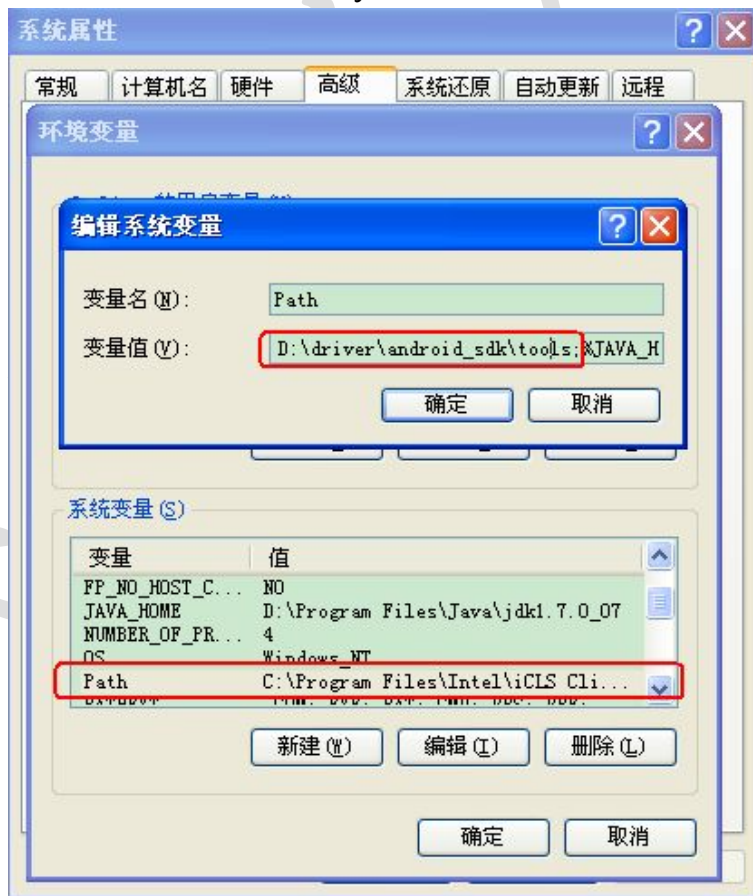 系统属性
常规 计算机名 硬件 高级 系统还原 自动更新 远程
环境变量
编辑系统变量
变量名(N): Path
变量值(V): D:\driver\android_sdk\tools;%JAVA_H
确定 取消
系统变量(S)
变量 值
FP_NO_HOST_C... NO
JAVA_HOME D:\Program Files\Java\jdk1.7.0_07
NUMBER_OF_PR... 4
OS Windows_NT
Path C:\Program Files\Intel\iCLS Cli...
新建(W) 编辑(I) 删除(L)
确定 取消